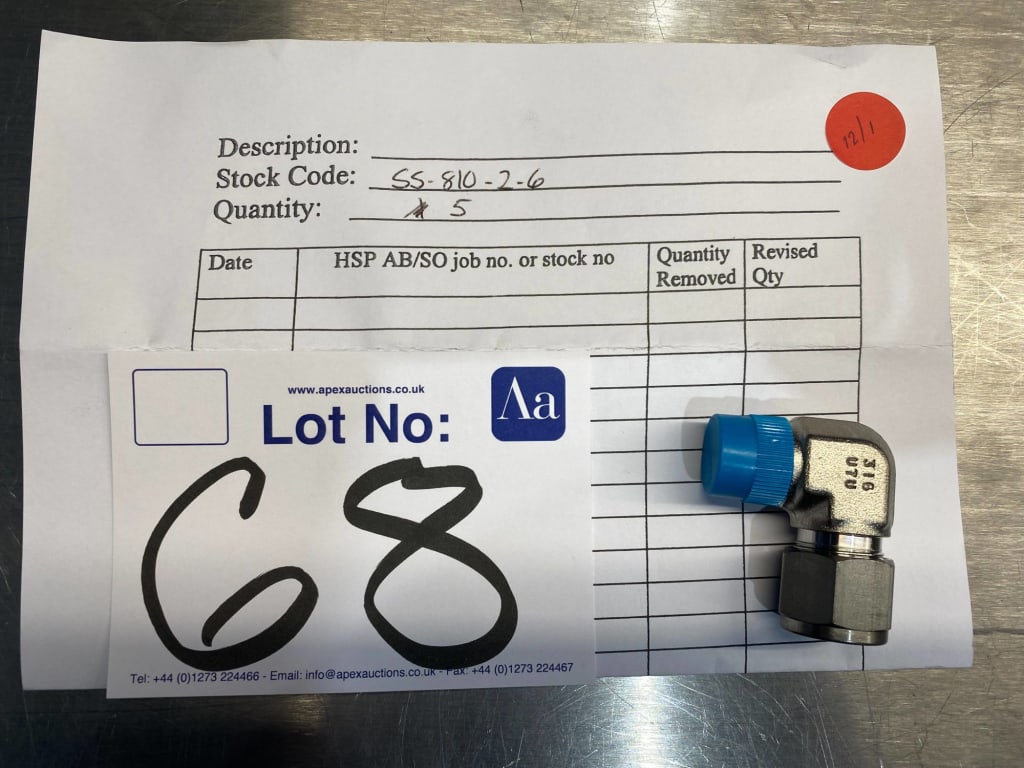 12/1
Description:
Stock Code: SS-810-2-6
Quantity: 5
Date HSP AB/SO job no. or stock no Quantity Removed Revised Qty
www.apexauctions.co.uk
Lot No: Aa
68
316
U7U
Tel: +44 (0)1273 224466 - Email: info@apexauctions.co.uk - Fax: +44 (0)1273 224467